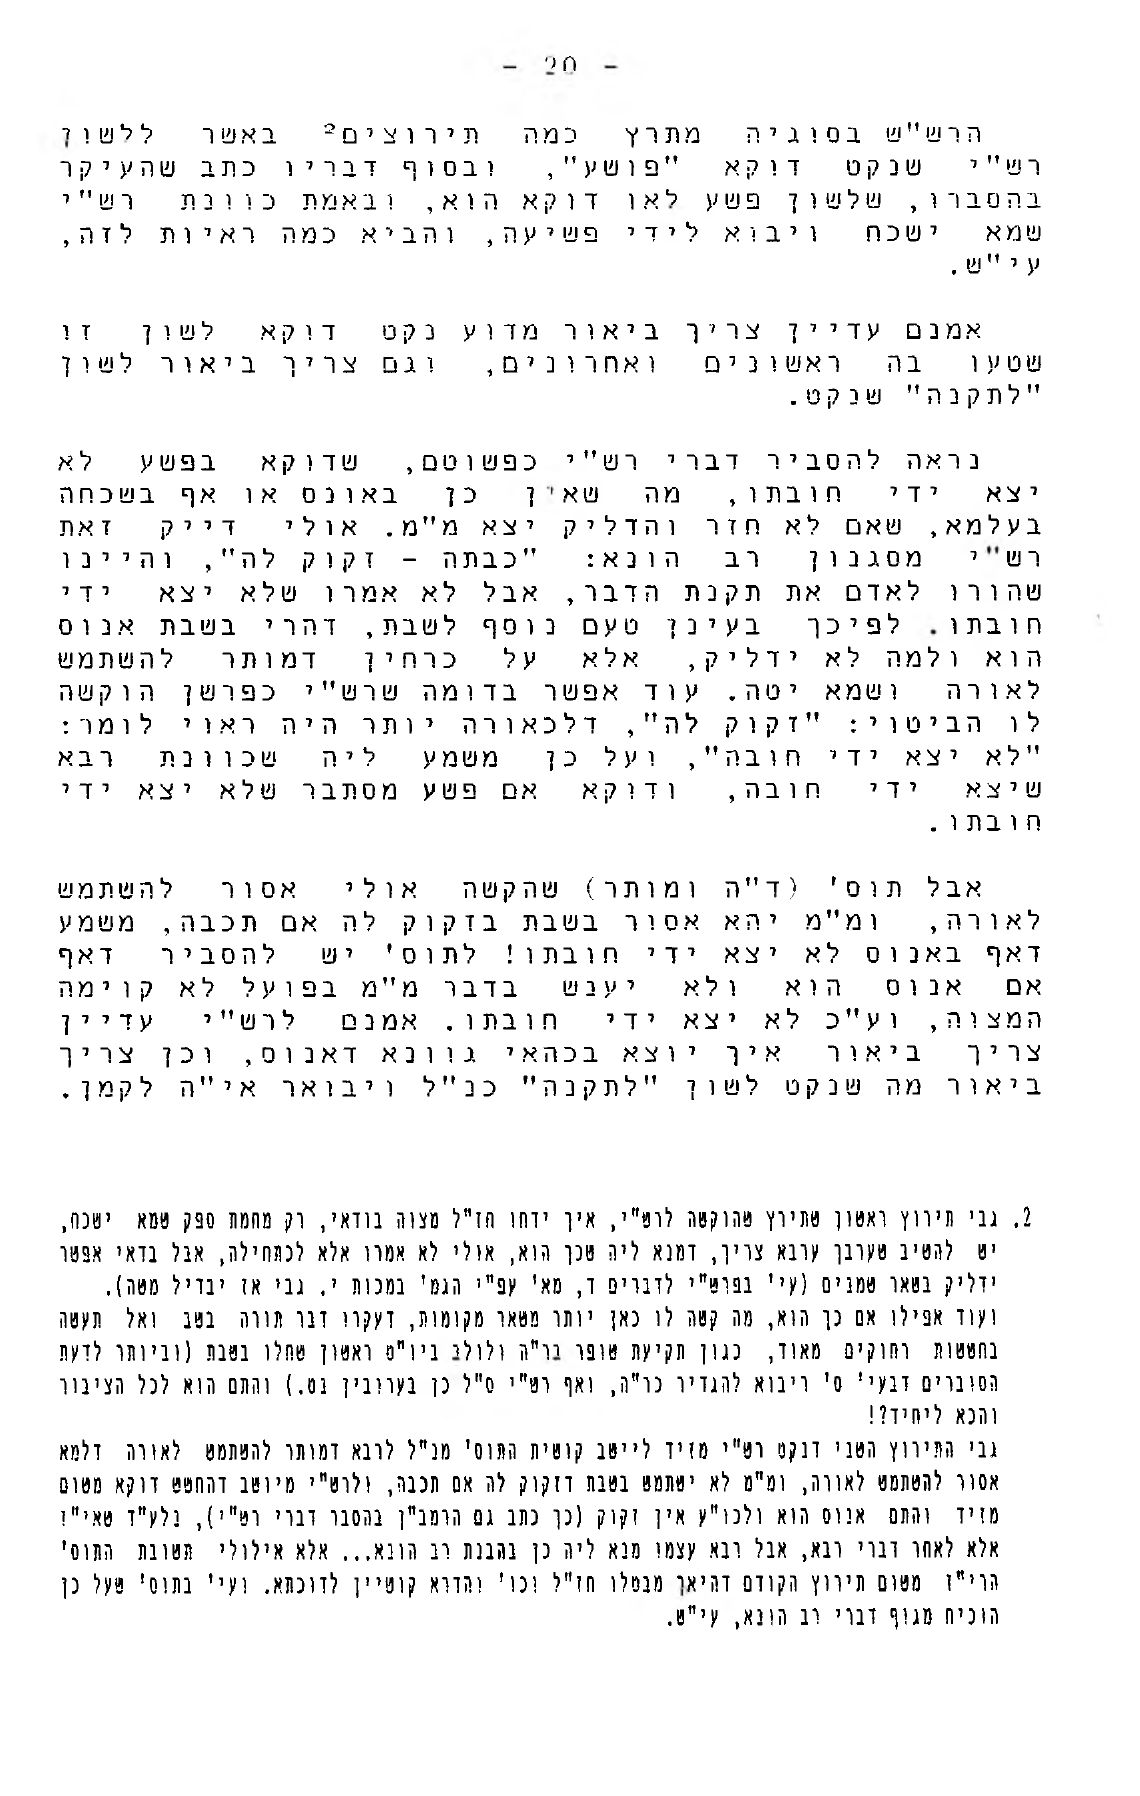 - 20 -
הרש"ש בסוגיה מתרץ כמה תירוצים² באשר ללשון
רש"י שנקט דוקא "פושע", ובסוף דבריו כתב שהעיקר
בהסברו, שלשון פשע לאו דוקא הוא, ובאמת כוונת רש"י
שמא ישכח ויבוא לידי פשיעה, והביא כמה ראיות לזה,
עי"ש.
אמנם עדיין צריך ביאור מדוע נקט דוקא לשון זו
שטעו בה ראשונים ואחרונים, וגם צריך ביאור לשון
"לתקנה" שנקט.
נראה להסביר דברי רש"י כפשוטם, שדוקא בפשע לא
יצא ידי חובתו, מה שאין כן באונס או אף בשכחה
בעלמא, שאם לא חזר והדליק יצא מ"מ. אולי דייק זאת
רש"י מסגנון רב הונא: "כבתה - זקוק לה", והיינו
שהורו לאדם את תקנת הדבר, אבל לא אמרו שלא יצא ידי
חובתו. לפיכך בעינן טעם נוסף לשבת, דהרי בשבת אנוס
הוא ולמה לא ידליק, אלא על כרחין דמותר להשתמש
לאורה ושמא יטה. עוד אפשר בדומה שרש"י כפרשן הוקשה
לו הביטוי: "זקוק לה", דלכאורה יותר היה ראוי לומר:
"לא יצא ידי חובה", ועל כן משמע ליה שכוונת רבא
שיצא ידי חובה, ודוקא אם פשע מסתבר שלא יצא ידי
חובתו.
אבל תוס' (ד"ה ומותר) שהקשה אולי אסור להשתמש
לאורה, ומ"מ יהא אסור בשבת בזקוק לה אם תכבה, משמע
דאף באנוס לא יצא ידי חובתו! לתוס' יש להסביר דאף
אם אנוס הוא ולא יענש בדבר מ"מ בפועל לא קוימה
המצוה, וע"כ לא יצא ידי חובתו. אמנם לרש"י עדיין
צריך ביאור איך יוצא בכהאי גוונא דאנוס, וכן צריך
ביאור מה שנקט לשון "לתקנה" כנ"ל ויבואר אי"ה לקמן.
2. גבי תירוץ ראשון שתירץ שהוקשה לרש"י, איך ידחו חז"ל מצוה בודאי, רק מחמת ספק שמא ישכח,
יש להשיב שערבך ערבא צריך, דמנא ליה שכך הוא, אולי לא אמרו אלא לכתחילה, אבל בדאי אפשר
ידליק בשאר שמנים (עי' בפרש"י לדברים ד, מא' עפ"י הגמ' במכות י. גבי אז יבדיל משה).
ועוד אפילו אם כך הוא, מה קשה לו כאן יותר משאר מקומות, דעקרו דבר תורה בשב ואל תעשה
בחששות רחוקים מאוד, כגון תקיעת שופר בר"ה ולולב ביו"ט ראשון שחלו בשבת (וביותר לדעת
הסוברים דבעי' ס' ריבוא להגדיר כר"ה, ואף רש"י ס"ל כן בערובין נט.) והתם הוא לכל הציבור
והכא ליחיד?!
גבי התירוץ השני דנקט רש"י מזיד ליישב קושית התוס' מנ"ל לרבא דמותר להשתמש לאורה דלמא
אסור להשתמש לאורה, ומ"מ לא ישתמש בשבת דזקוק לה אם תכבה, ולרש"י מיושב דהחשש דוקא משום
מזיד והתם אנוס הוא ולכו"ע אין זקוק (כך כתב גם הרמב"ן בהסבר דברי רש"י), נלע"ד שאי"ז
אלא לאחר דברי רבא, אבל רבא עצמו מנא ליה כן בהבנת רב הונא... אלא אילולי תשובת התוס'
הרי"ז משום תירוץ הקודם דהיאך מבטלו חז"ל וכו' והדרא קושיין לדוכתא. ועי' בתוס' שעל כן
הוכיח מגוף דברי רב הונא, עי"ש.